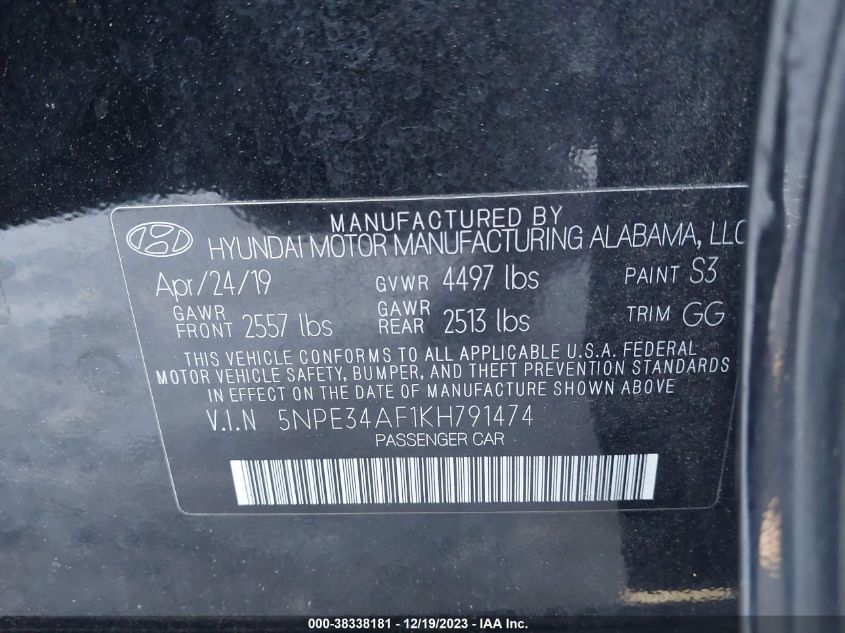 MANUFACTURED BY
HYUNDAI MOTOR MANUFACTURING ALABAMA, LLC
Apr/24/19 GVWR 4497 lbs PAINT S3
GAWR FRONT 2557 lbs GAWR REAR 2513 lbs TRIM GG
THIS VEHICLE CONFORMS TO ALL APPLICABLE U.S.A. FEDERAL
MOTOR VEHICLE SAFETY, BUMPER, AND THEFT PREVENTION STANDARDS
IN EFFECT ON THE DATE OF MANUFACTURE SHOWN ABOVE
V.I.N 5NPE34AF1KH791474
PASSENGER CAR
000-38338181 - 12/19/2023 - IAA Inc.